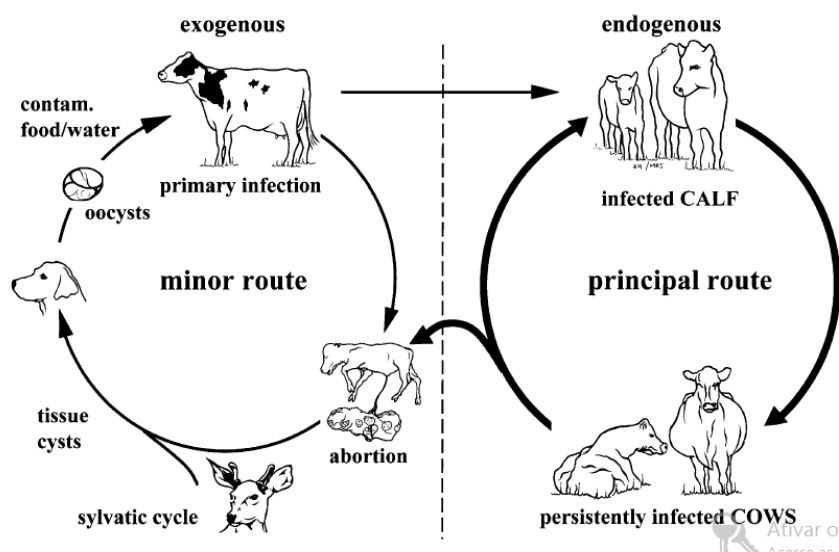 exogenous
endogenous
contam.
food/water
primary infection
oocysts
infected CALF
minor route
principal route
tissue
cysts
abortion
sylvatic cycle
persistently infected COWS
Ativar o